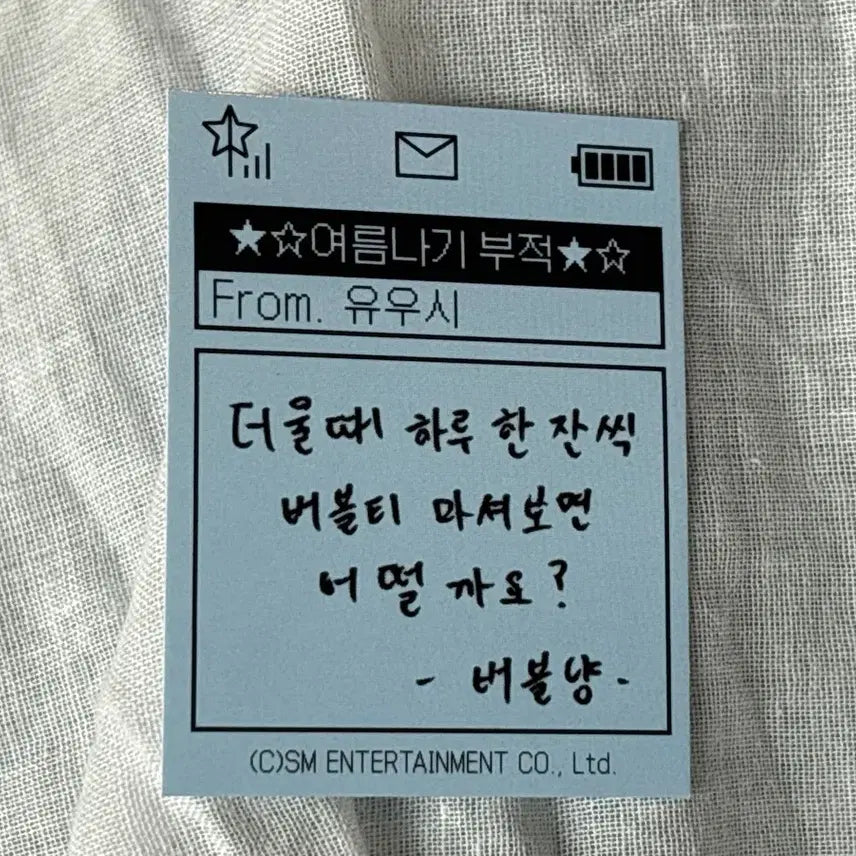 ★☆여름나기 부적★☆
From. 유우시
더울때 하루 한 잔씩
버블티 마셔보면
어떨까요?
- 버블냥 -
(C)SM ENTERTAINMENT CO., Ltd.